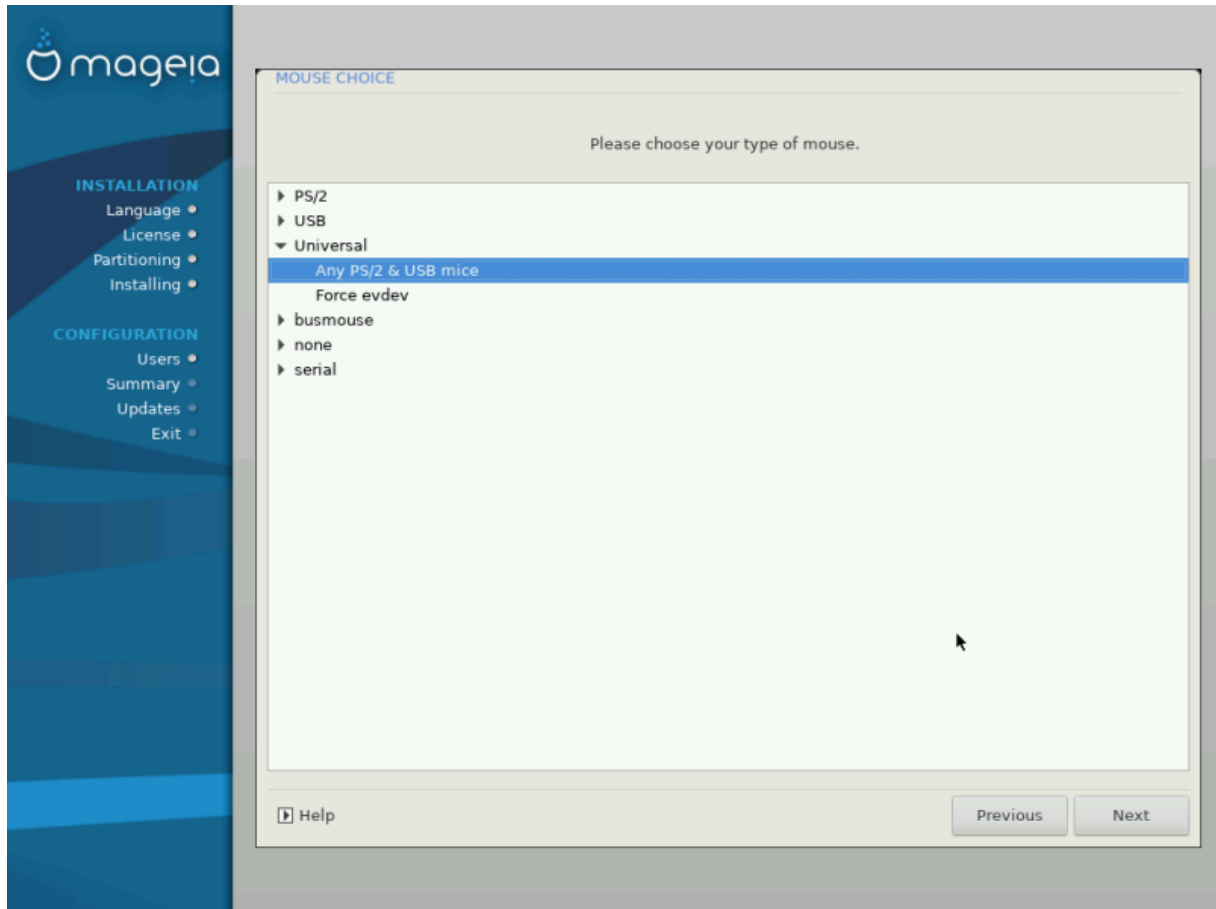 mageia
INSTALLATION
Language
License
Partitioning
Installing
CONFIGURATION
Users
Summary
Updates
Exit
MOUSE CHOICE
Please choose your type of mouse.
PS/2
USB
Universal
Any PS/2 & USB mice
Force evdev
busmouse
none
serial
Help
Previous
Next